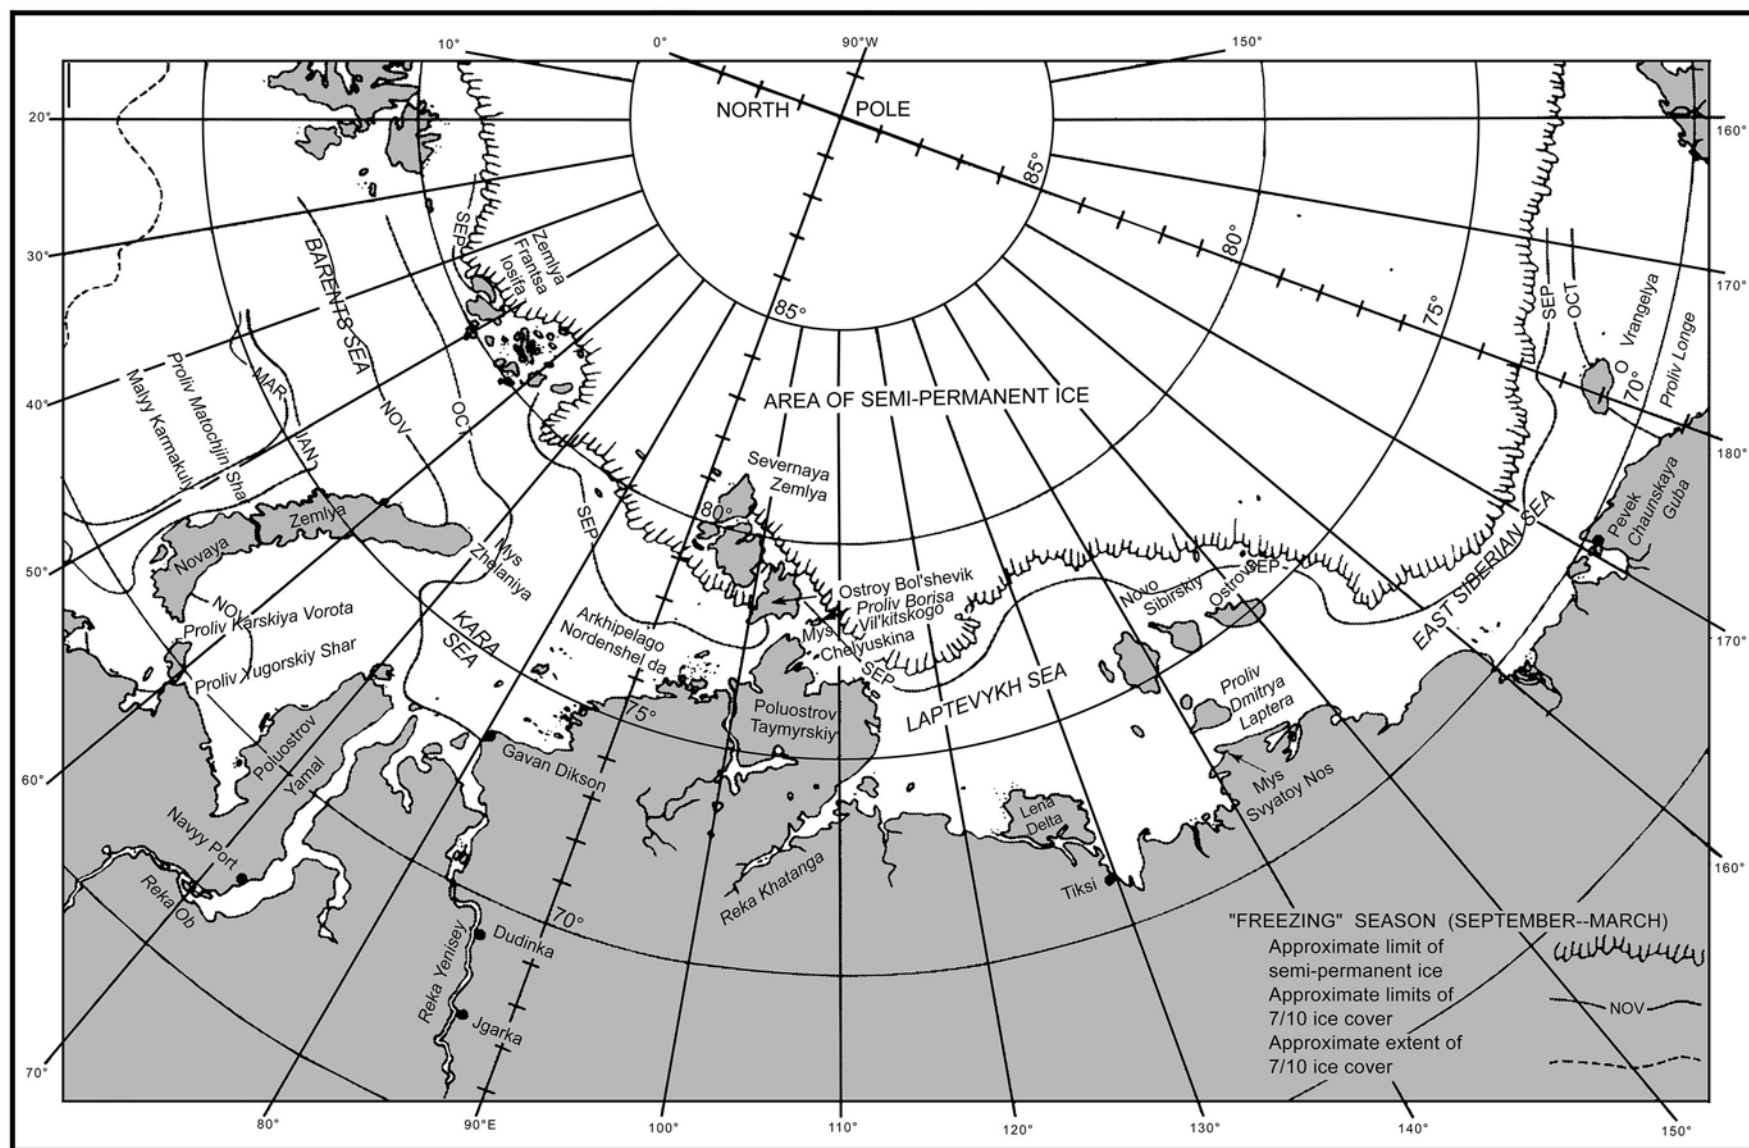 10°
0°
90°W
150°
NORTH POLE
20°
160°
85°
80°
75°
70°
30°
170°
BARENTS SEA
SEP
Zemlya
Frantsa
Iosifa
SEP
OCT
O Vrangelya
Proliv Longe
85°
MAR
JAN
NOV
OCT
Proliv Matochjin Shar
Malyy Karmakuly
40°
180°
AREA OF SEMI-PERMANENT ICE
Severnaya
Zemlya
80°
SEP
Novaya
Zemlya
Mys
Zhelaniya
Pevek
Chaunskaya
Guba
EAST SIBERIAN SEA
50°
170°
NOV
Proliv Karskiya Vorota
Proliv Yugorskiy Shar
KARA
SEA
Arkhipelago
Nordenshel da
Ostroy Bol'shevik
Proliv Borisa
Vil'kitskogo
Mys
Chelyuskina
SEP
Novo
Sibirskiy
Ostrova
SEP
LAPTEVYKH SEA
Proliv
Dmitrya
Laptera
75°
Poluostrov
Taymyrskiy
Poluostrov
Yamal
Gavan Dikson
Mys
Svyatoy Nos
60°
160°
Navyy Port
Reka Ob
Lena
Delta
Tiksi
Reka Khatanga
70°
Reka Yenisey
Dudinka
Jgarka
"FREEZING" SEASON (SEPTEMBER--MARCH)
Approximate limit of
semi-permanent ice
Approximate limits of
7/10 ice cover
NOV
Approximate extent of
7/10 ice cover
70°
80°
90°E
100°
110°
120°
130°
140°
150°